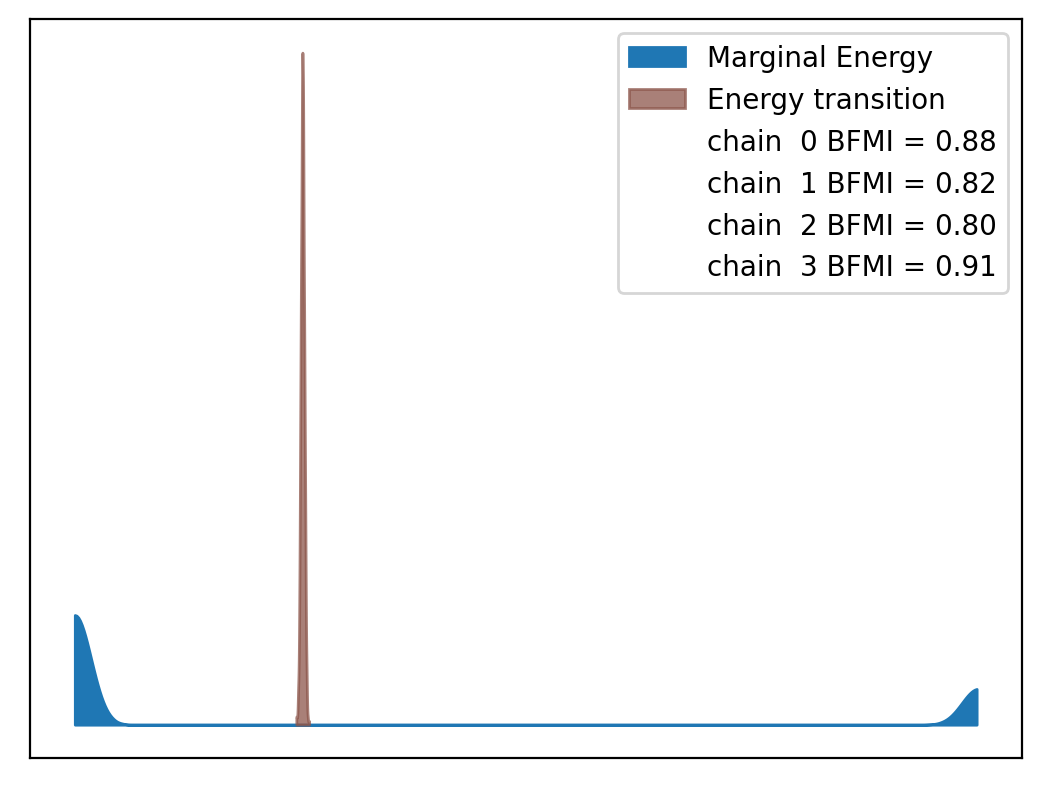 Marginal Energy
Energy transition
chain  0 BFMI = 0.88
chain  1 BFMI = 0.82
chain  2 BFMI = 0.80
chain  3 BFMI = 0.91